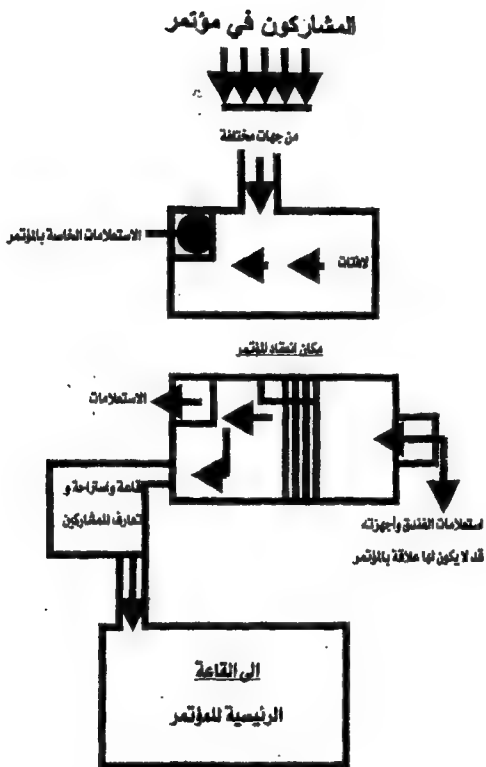 المشاركون في مؤتمر
من جهات مختلفة
الاستعلامات الخاصة بالمؤتمر
لافتات
مكان انعقاد المؤتمر
الاستعلامات
قاعة واستراحة و
تعارف للمشاركين
استعلامات الفندق وأجهزته
قد لا يكون لها علاقة بالمؤتمر
الى القاعة
الرئيسية للمؤتمر